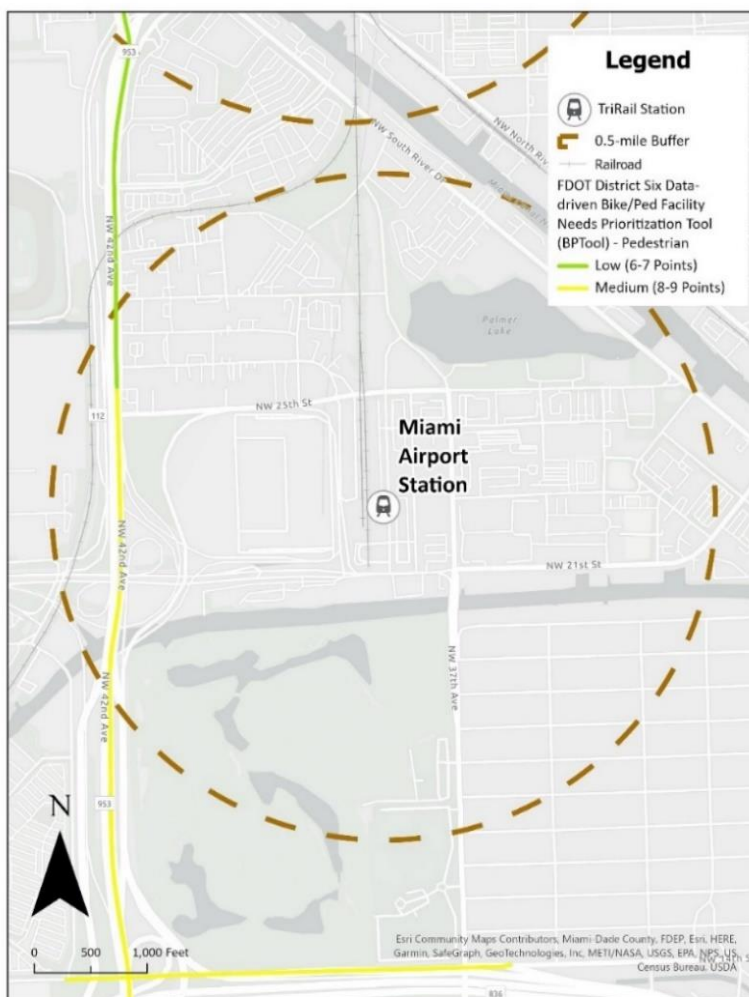 953
Legend
TriRail Station
0.5-mile Buffer
Railroad
FDOT District Six Data-
driven Bike/Ped Facility
Needs Prioritization Tool
(BPTool) - Pedestrian
Low (6-7 Points)
Medium (8-9 Points)
NW North Riv
NW South River Dr
NW 42nd Ave
Palmer
Lake
112
NW 25th St
Miami
Airport
Station
NW 42nd Ave
NW 21st St
NW 37th Ave
NW 42nd Ave
953
N
0 500 1,000 Feet
Esri Community Maps Contributors, Miami-Dade County, FDEP, Esri, HERE,
Garmin, SafeGraph, GeoTechnologies, Inc, METI/NASA, USGS, EPA, NPS, US
Census Bureau, USDA
NW 14th S
836